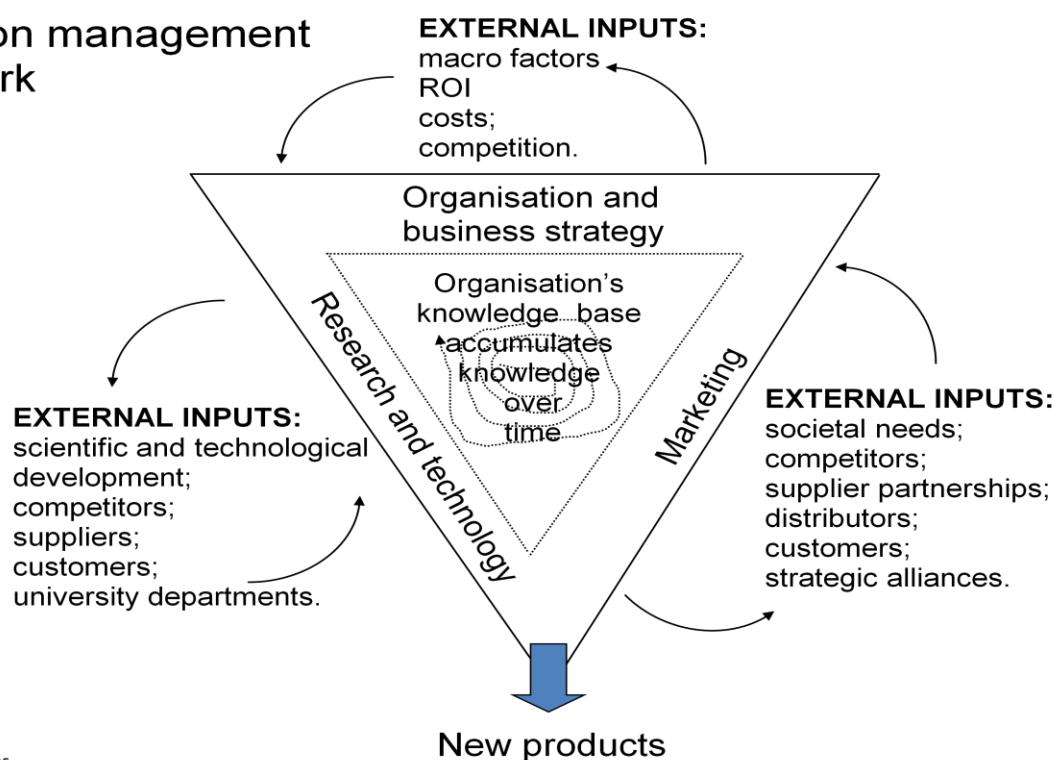 on management
rk
EXTERNAL INPUTS:
macro factors
ROI
costs;
competition.
Organisation and
business strategy
Organisation's
knowledge base
accumulates
knowledge
over
time
Research and technology
Marketing
EXTERNAL INPUTS:
scientific and technological
development;
competitors;
suppliers;
customers;
university departments.
EXTERNAL INPUTS:
societal needs;
competitors;
supplier partnerships;
distributors;
customers;
strategic alliances.
New products